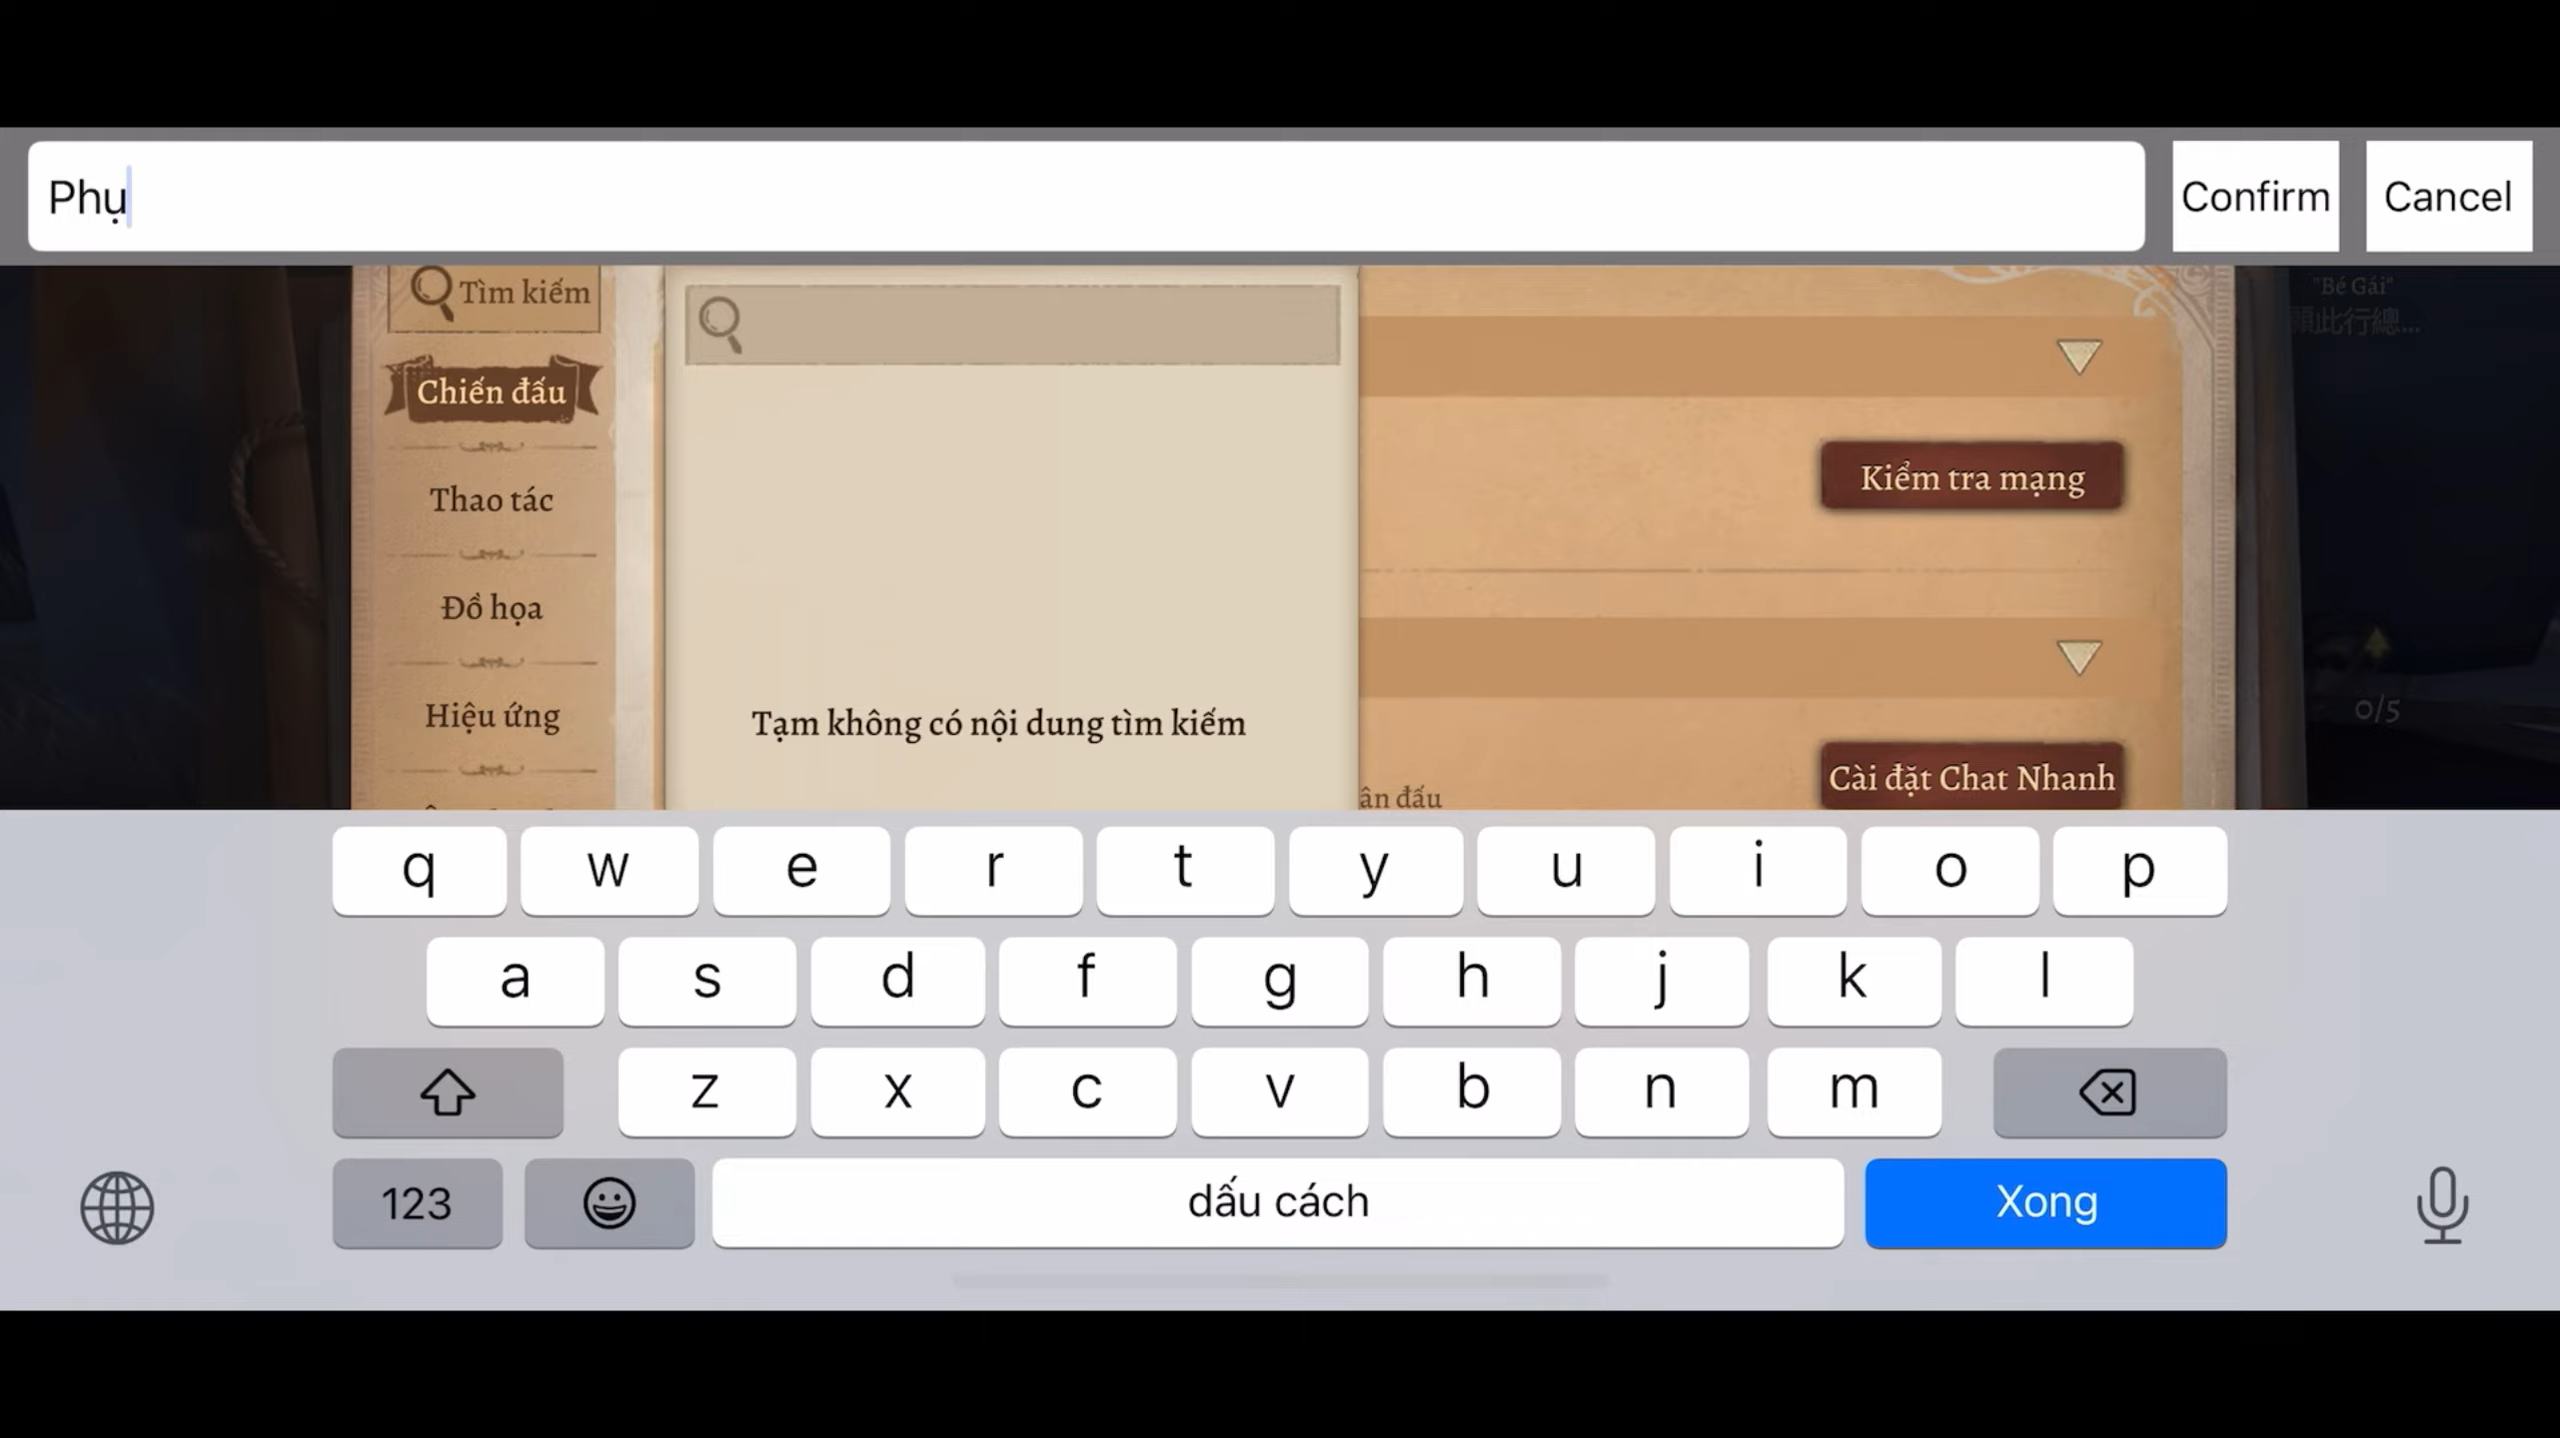 Phụ
Confirm
Cancel
Tìm kiếm
"Bé Gái"
Chiến đấu
Kiểm tra mạng
Thao tác
Đồ họa
Hiệu ứng
Tạm không có nội dung tìm kiếm
0/5
Cài đặt Chat Nhanh
ận đấu
q w e r t y u i o p
a s d f g h j k l
z x c v b n m
123
dấu cách
Xong